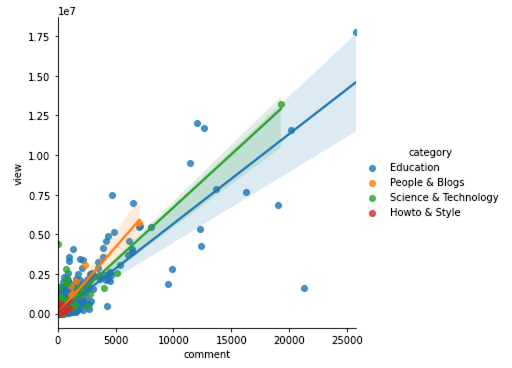 1e7
1.75
1.50
1.25
1.00
0.75
0.50
0.25
0.00
view
0 5000 10000 15000 20000 25000
comment
category
Education
People & Blogs
Science & Technology
Howto & Style